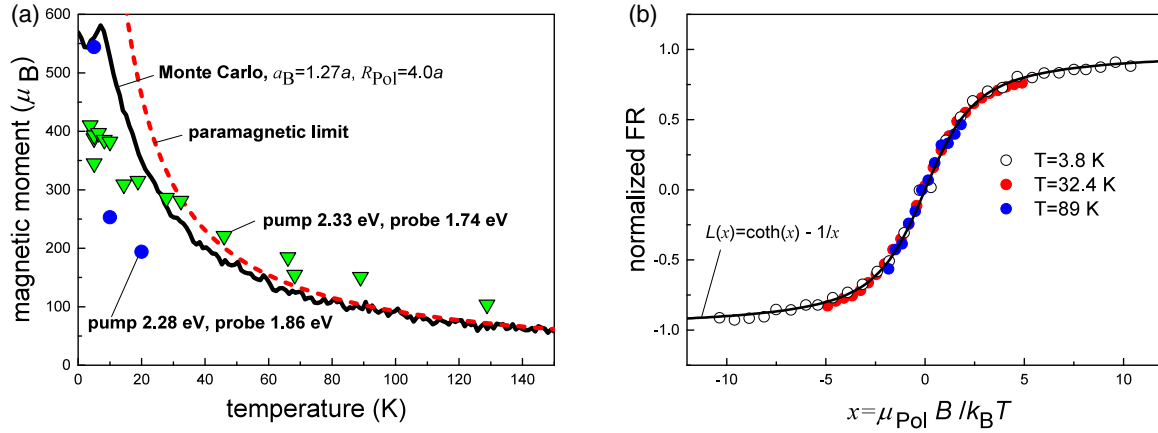 (a)
600
500
400
300
200
100
0
magnetic moment (μB)
Monte Carlo, aB=1.27a, RPol=4.0a
paramagnetic limit
pump 2.33 eV, probe 1.74 eV
pump 2.28 eV, probe 1.86 eV
0 20 40 60 80 100 120 140
temperature (K)
(b)
1.0
0.5
0.0
-0.5
-1.0
normalized FR
T=3.8 K
T=32.4 K
T=89 K
L(x)=coth(x) - 1/x
-10 -5 0 5 10
x=μPol B/kBT